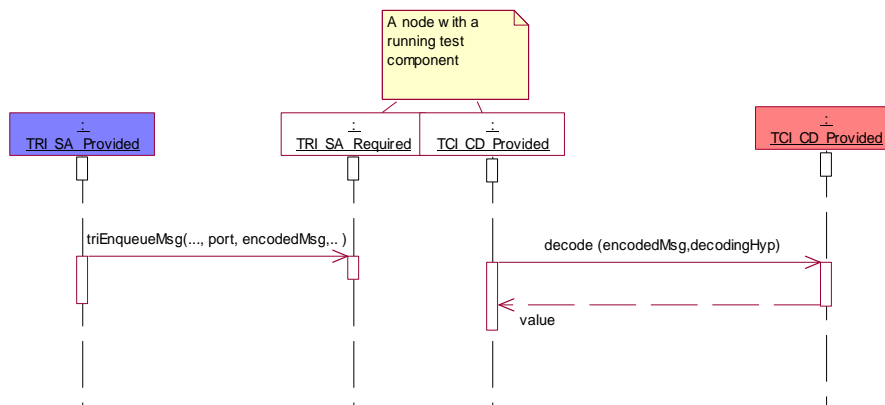 A node with a
running test
component
:
TRI_SA_Provided
:
TRI_SA_Required
:
TCI_CD_Provided
:
TCI_CD_Provided
triEnqueueMsg(..., port, encodedMsg,.. )
decode (encodedMsg,decodingHyp)
value